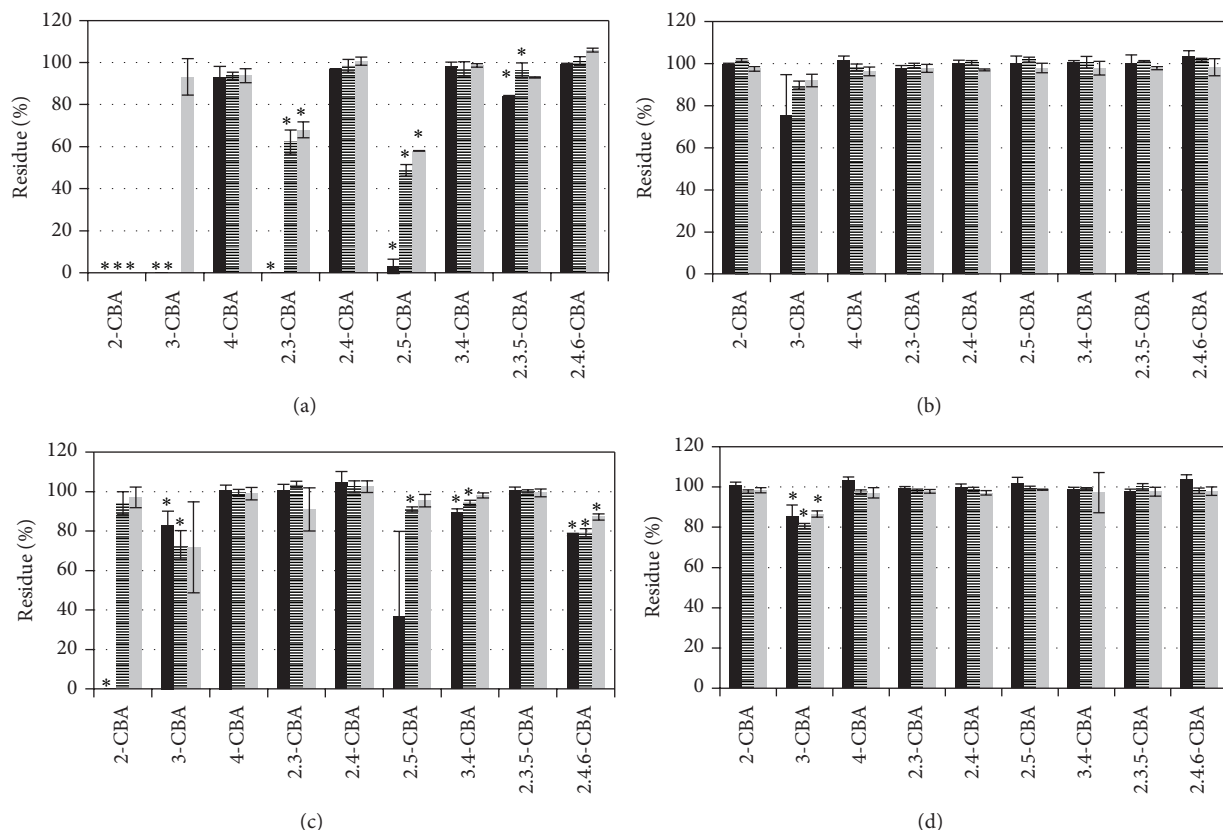 120
100
80
60
40
20
0
Residue (%)
* * * * * * * * * * * * * *
2-CBA
3-CBA
4-CBA
2.3-CBA
2.4-CBA
2.5-CBA
3.4-CBA
2.3.5-CBA
2.4.6-CBA
(a)
120
100
80
60
40
20
0
Residue (%)
2-CBA
3-CBA
4-CBA
2.3-CBA
2.4-CBA
2.5-CBA
3.4-CBA
2.3.5-CBA
2.4.6-CBA
(b)
120
100
80
60
40
20
0
Residue (%)
* * * * * * * * *
2-CBA
3-CBA
4-CBA
2.3-CBA
2.4-CBA
2.5-CBA
3.4-CBA
2.3.5-CBA
2.4.6-CBA
(c)
120
100
80
60
40
20
0
Residue (%)
* * *
2-CBA
3-CBA
4-CBA
2.3-CBA
2.4-CBA
2.5-CBA
3.4-CBA
2.3.5-CBA
2.4.6-CBA
(d)